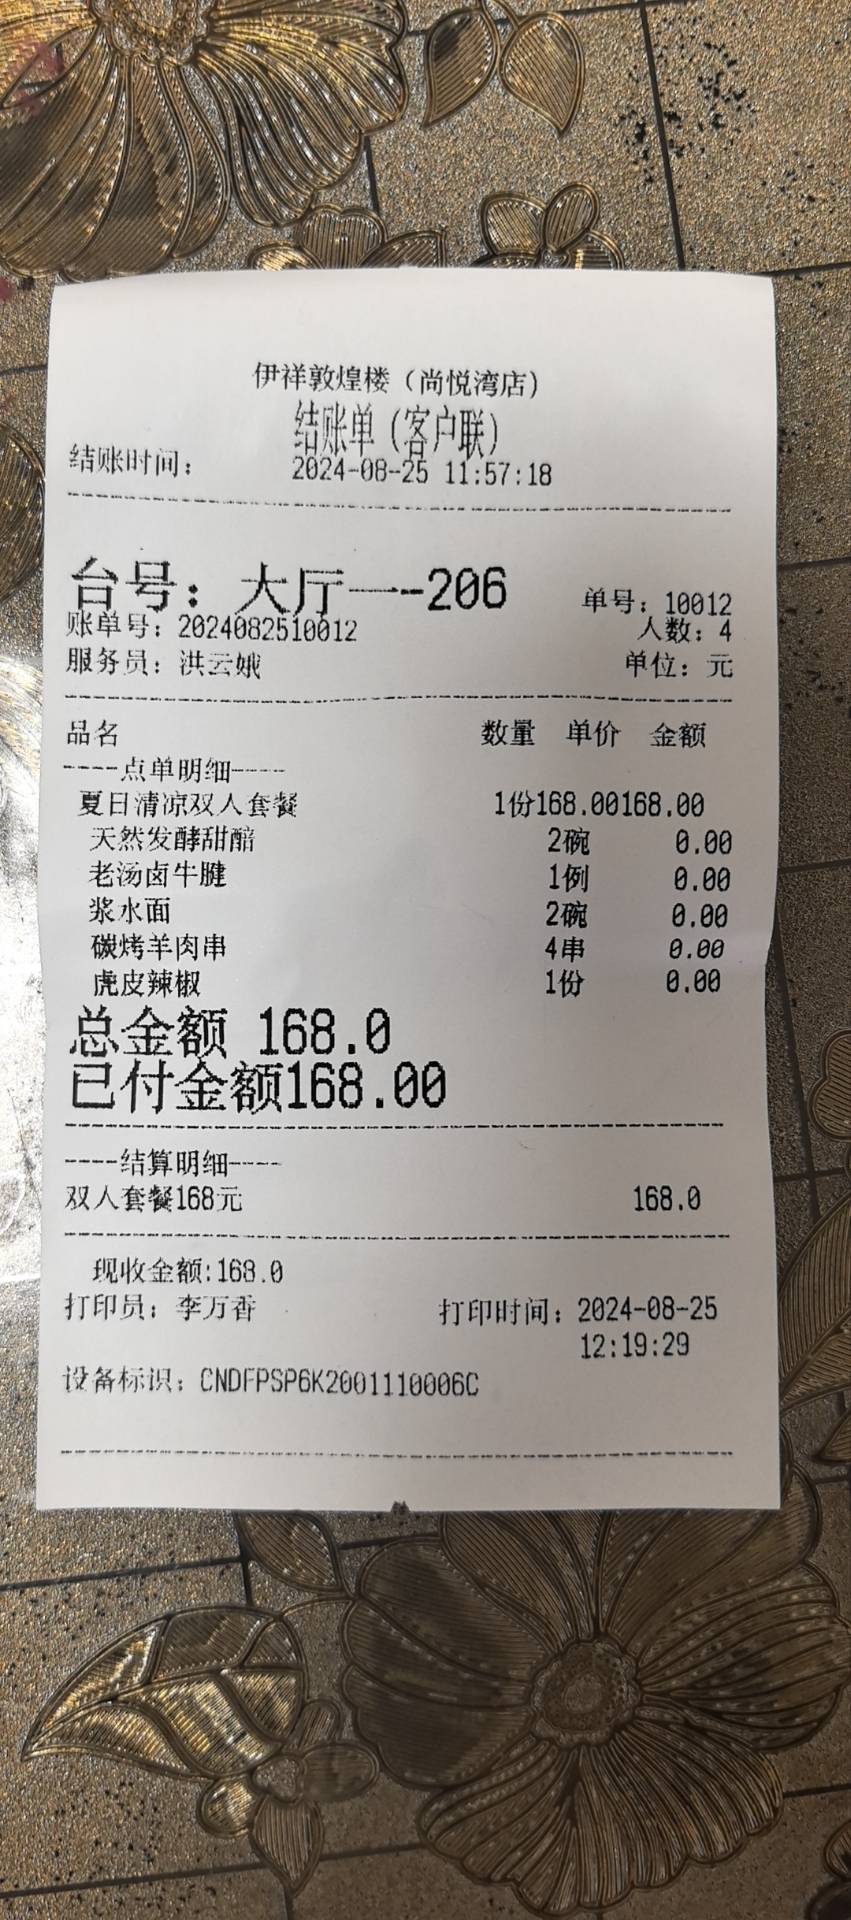 伊祥敦煌楼（尚悦湾店）
结账单（客户联）
结账时间： 2024-08-25 11:57:18
台号：大厅一--206 单号：10012
账单号：2024082510012 人数：4
服务员：洪云娥 单位：元
品名 数量 单价 金额
----点单明细----
夏日清凉双人套餐 1份168.00168.00
天然发酵甜醅 2碗 0.00
老汤卤牛腱 1例 0.00
浆水面 2碗 0.00
碳烤羊肉串 4串 0.00
虎皮辣椒 1份 0.00
总金额 168.0
已付金额168.00
----结算明细----
双人套餐168元 168.0
现收金额:168.0
打印员：李万香 打印时间：2024-08-25
12:19:29
设备标识：CNDFPSP6K2001110006C